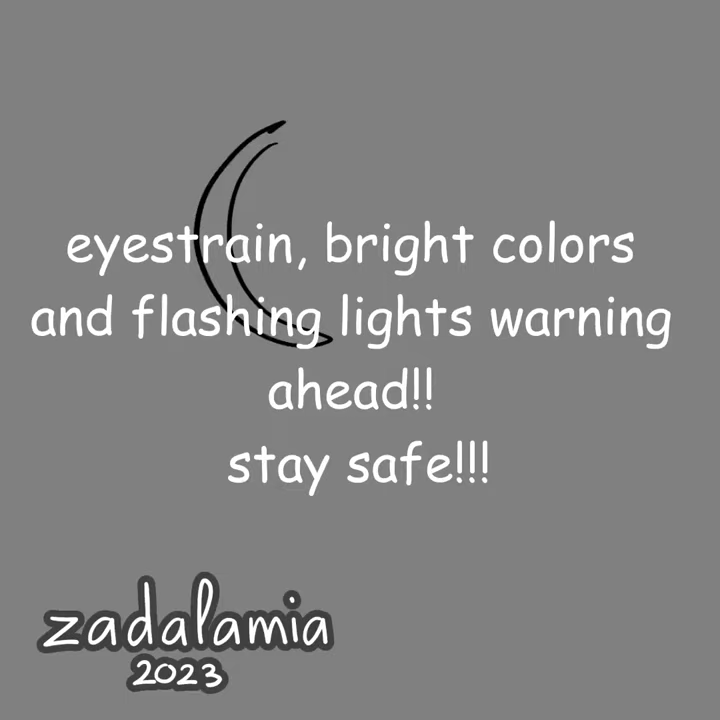 eyestrain, bright colors
and flashing lights warning
ahead!!
stay safe!!!
zadalamia
2023